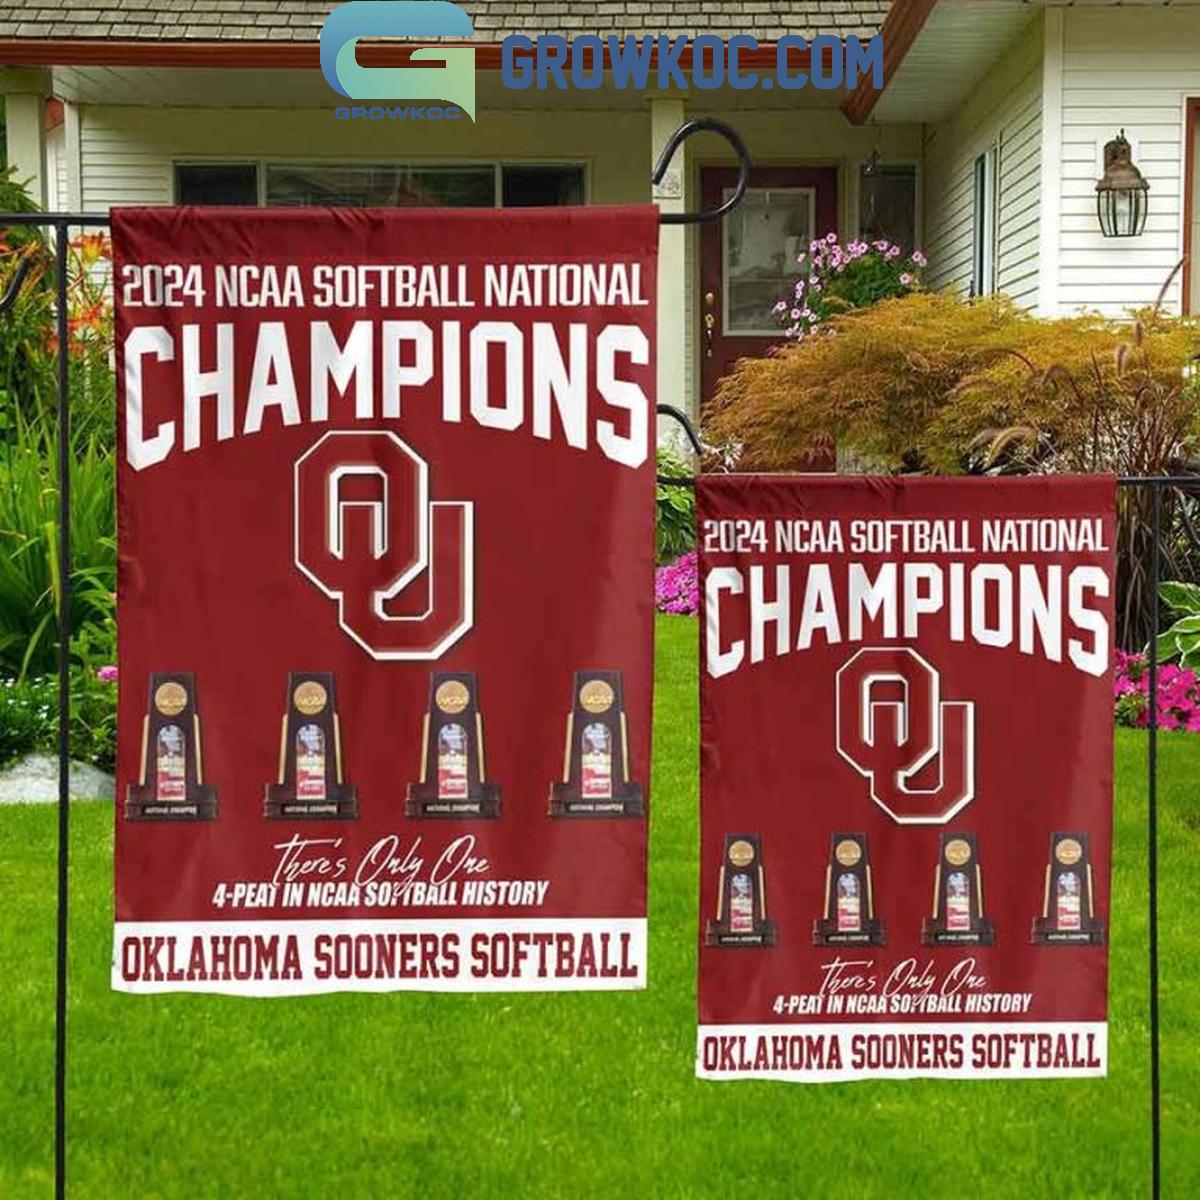 GROWKOC.COM
GROWKOC
2024 NCAA SOFTBALL NATIONAL
CHAMPIONS
OU
There's Only One
4-PEAT IN NCAA SOFTBALL HISTORY
OKLAHOMA SOONERS SOFTBALL
2024 NCAA SOFTBALL NATIONAL
CHAMPIONS
OU
There's Only One
4-PEAT IN NCAA SOFTBALL HISTORY
OKLAHOMA SOONERS SOFTBALL